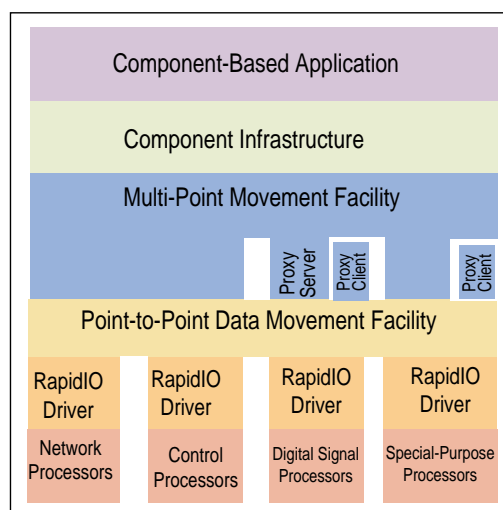 Component-Based Application
Component Infrastructure
Multi-Point Movement Facility
Proxy
Server
Proxy
Client
Proxy
Client
Point-to-Point Data Movement Facility
RapidIO
Driver
RapidIO
Driver
RapidIO
Driver
RapidIO
Driver
Network
Processors
Control
Processors
Digital Signal
Processors
Special-Purpose
Processors